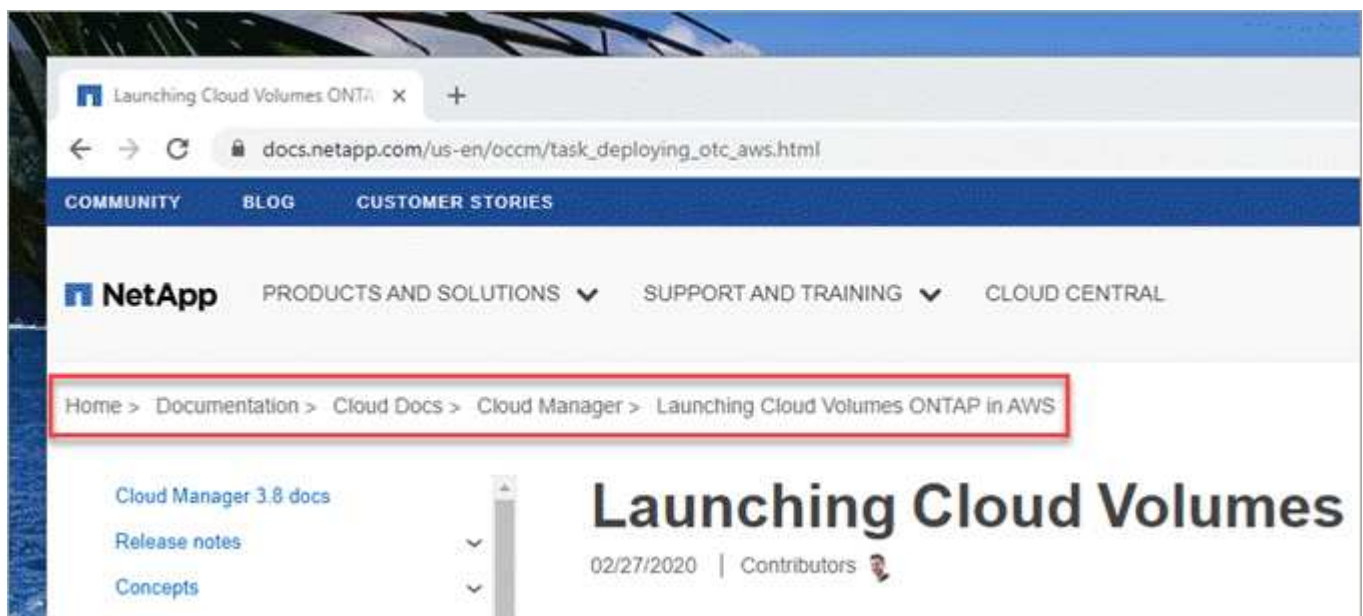 Launching Cloud Volumes ONTA
docs.netapp.com/us-en/occm/task_deploying_otc_aws.html
COMMUNITY BLOG CUSTOMER STORIES
NetApp PRODUCTS AND SOLUTIONS SUPPORT AND TRAINING CLOUD CENTRAL
Home > Documentation > Cloud Docs > Cloud Manager > Launching Cloud Volumes ONTAP in AWS
Cloud Manager 3.8 docs
Release notes
Concepts
Launching Cloud Volumes
02/27/2020 | Contributors